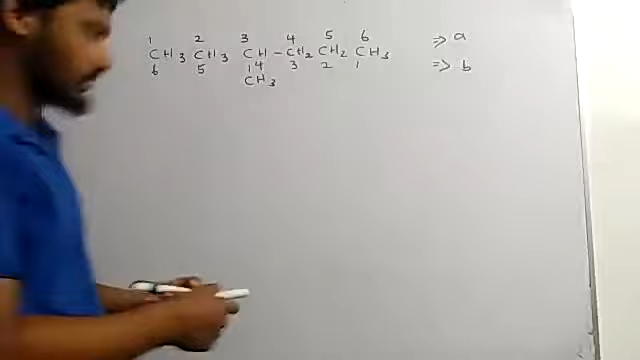 1 2 3 4 5 6 => a
CH3 CH3 CH - CH2 CH2 CH3
6 5 4 3 2 1 => b
CH3